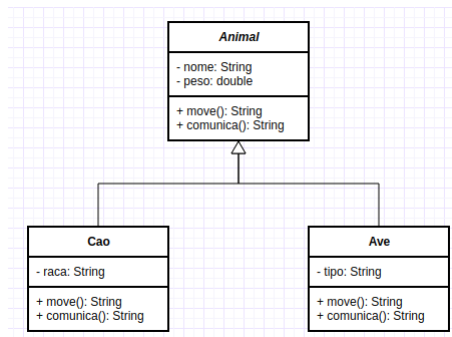 Animal
- nome: String
- peso: double
+ move(): String
+ comunica(): String
Cao
- raca: String
+ move(): String
+ comunica(): String
Ave
- tipo: String
+ move(): String
+ comunica(): String